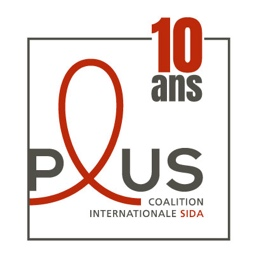 10
ans
PLUS
COALITION
INTERNATIONALE SIDA